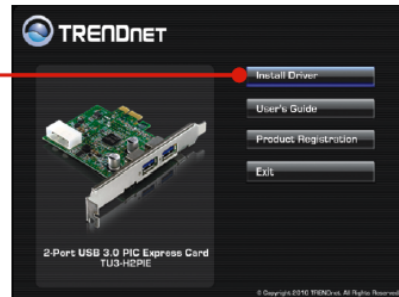 TRENDNET
Install Driver
User's Guide
Product Registration
Exit
2-Port USB 3.0 PIC Express Card
TU3-H2PIE
© Copyright 2010 TRENDnet. All Rights Reserved